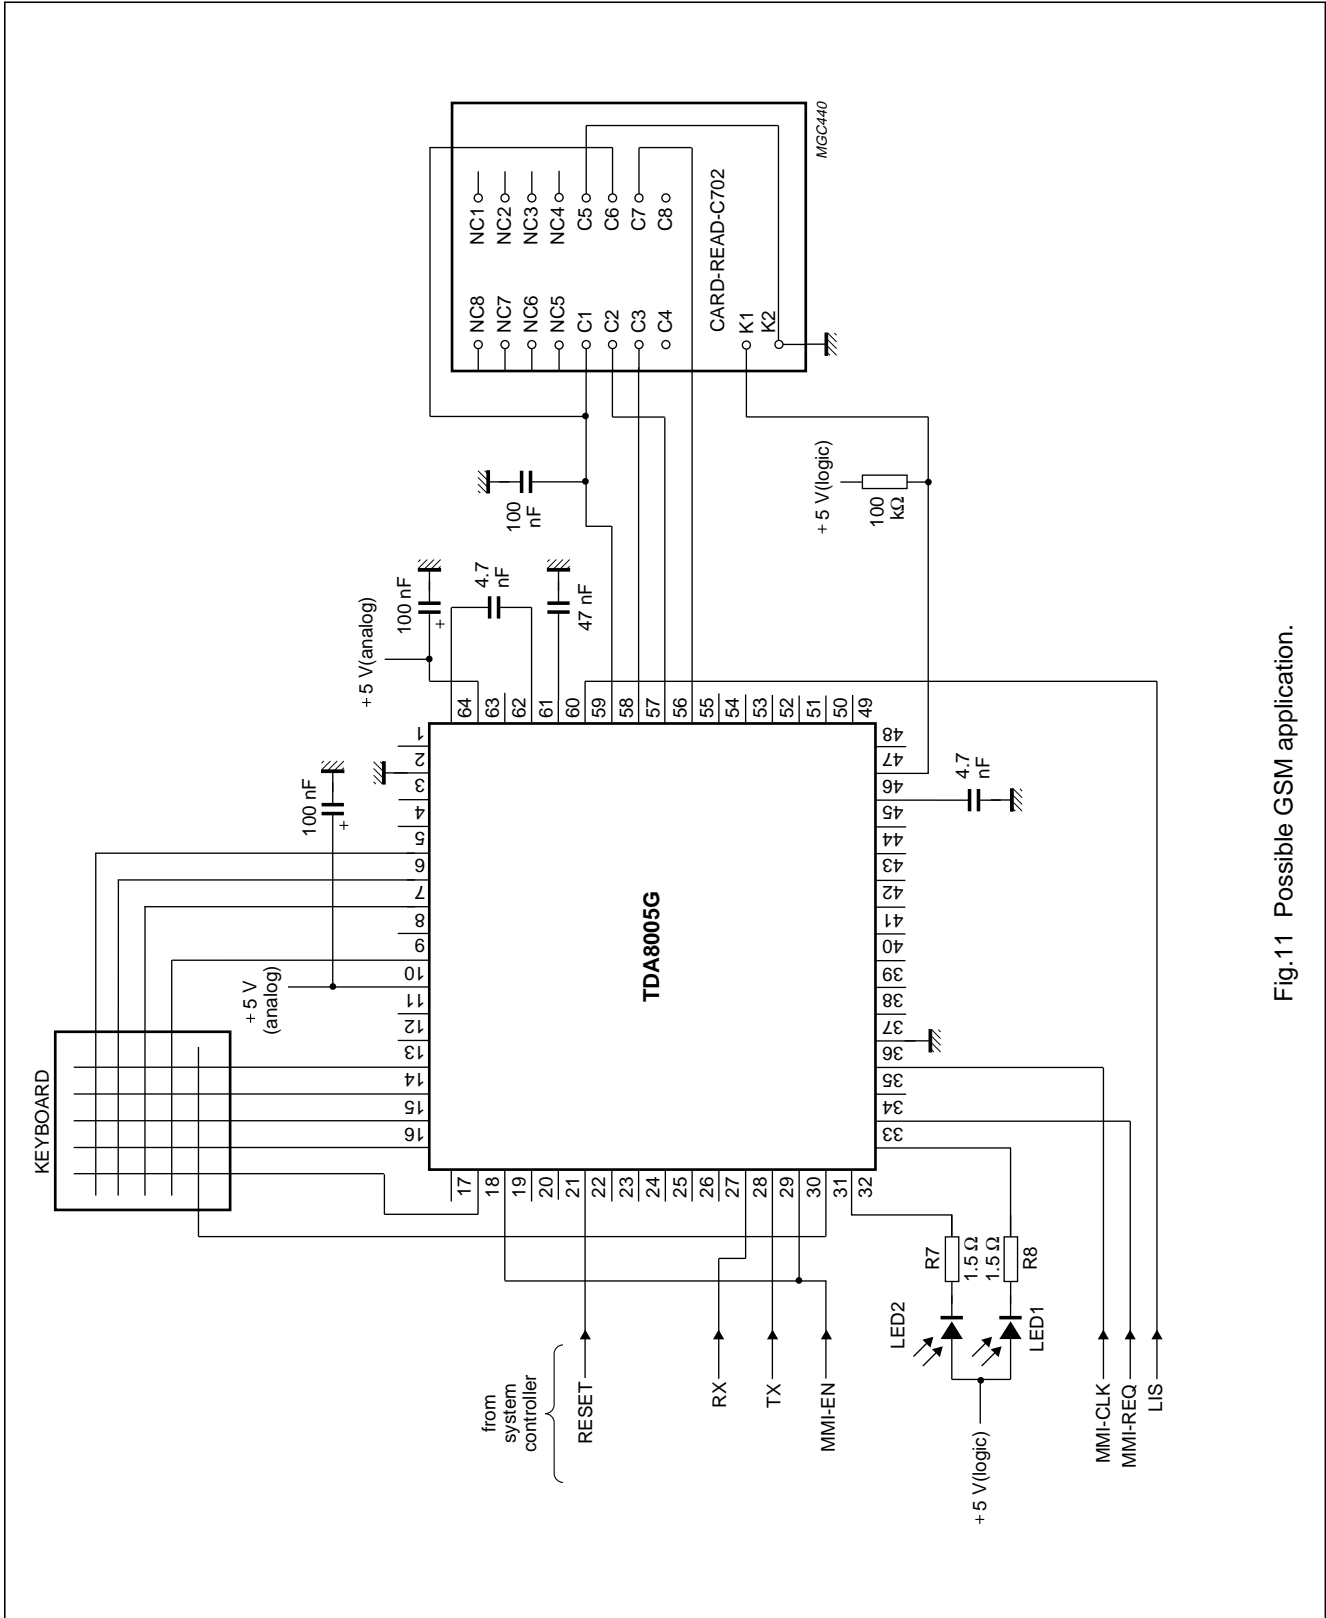 MGC440
NC8
NC7
NC6
NC5
C1
C2
C3
C4
NC1
NC2
NC3
NC4
C5
C6
C7
C8
CARD-READ-C702
K1
K2
100
nF
+ 5 V(logic)
100
kΩ
+ 5 V(analog)
100 nF
+
4.7
nF
47 nF
64
63
62
61
60
59
58
57
56
55
54
53
52
51
50
49
1
2
3
4
5
6
7
8
9
10
11
12
13
14
15
16
100 nF
+
+ 5 V
(analog)
KEYBOARD
TDA8005G
48
47
46
45
44
43
42
41
40
39
38
37
36
35
34
33
4.7
nF
17
18
19
20
21
22
23
24
25
26
27
28
29
30
31
32
from
system
controller
RESET
RX
TX
MMI-EN
LED2
R7
1.5 Ω
1.5 Ω
R8
LED1
+ 5 V(logic)
MMI-CLK
MMI-REQ
LIS
Fig.11 Possible GSM application.